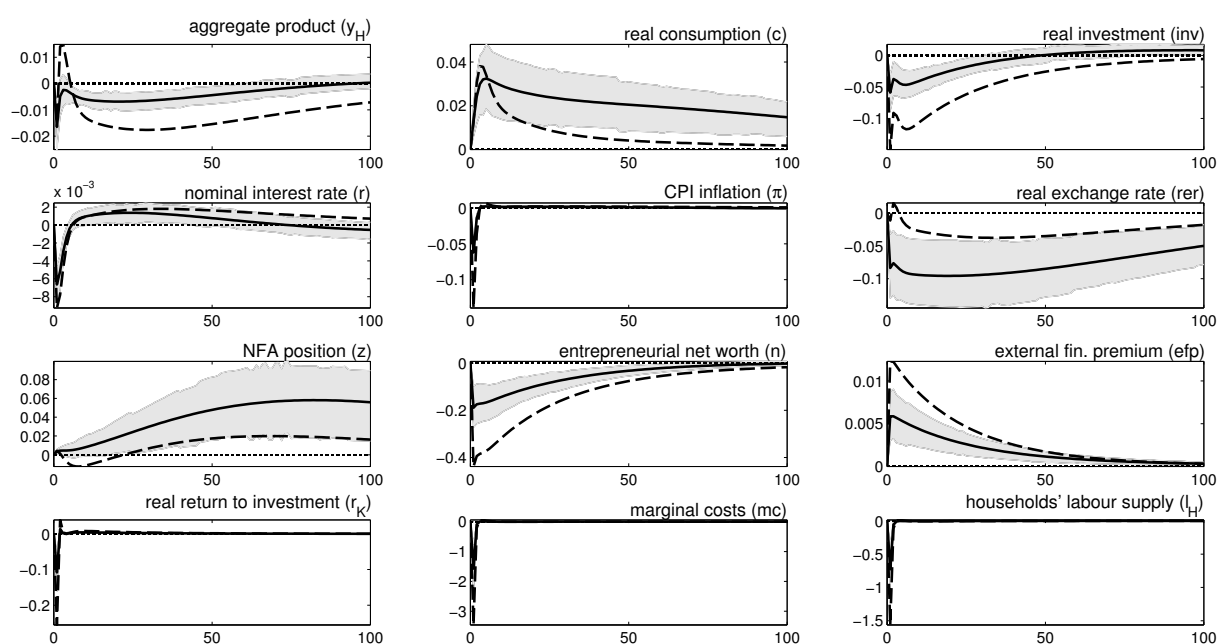 aggregate product (y_H)
0.01
0
−0.01
−0.02
0 50 100
real consumption (c)
0.04
0.02
0
0 50 100
real investment (inv)
0
−0.05
−0.1
0 50 100
nominal interest rate (r)
x 10^−3
2
0
−2
−4
−6
−8
0 50 100
CPI inflation (π)
0
−0.05
−0.1
0 50 100
real exchange rate (rer)
0
−0.05
−0.1
0 50 100
NFA position (z)
0.08
0.06
0.04
0.02
0
0 50 100
entrepreneurial net worth (n)
0
−0.2
−0.4
0 50 100
external fin. premium (efp)
0.01
0.005
0
0 50 100
real return to investment (r_K)
0
−0.1
−0.2
0 50 100
marginal costs (mc)
0
−1
−2
−3
0 50 100
households' labour supply (l_H)
0
−0.5
−1
−1.5
0 50 100